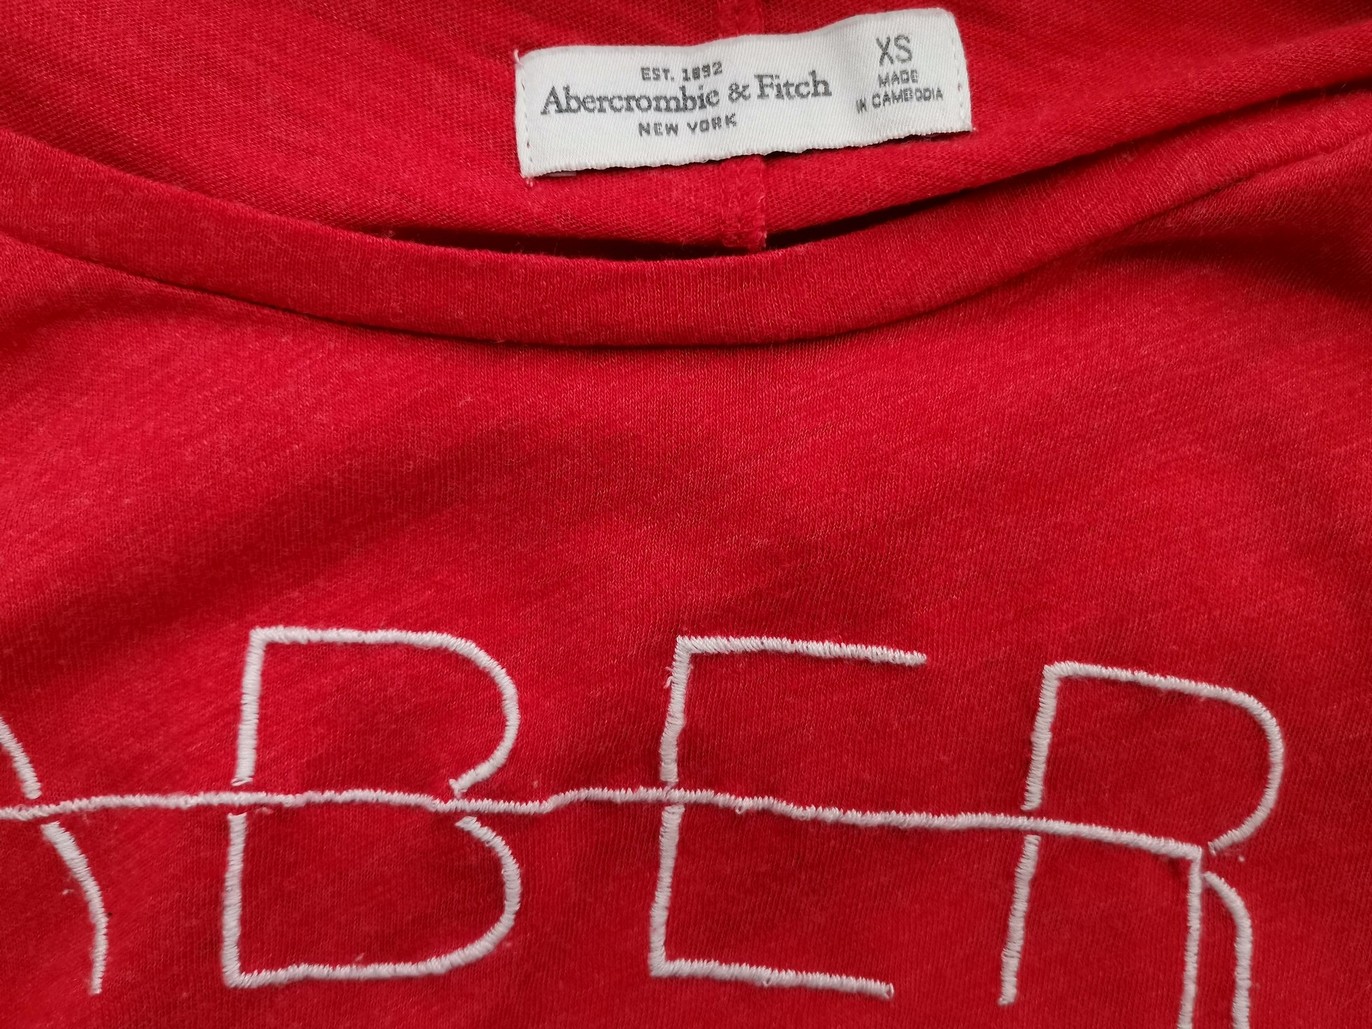 EST. 1892
Abercrombie & Fitch
NEW YORK
XS
MADE
IN CAMBODIA
BER